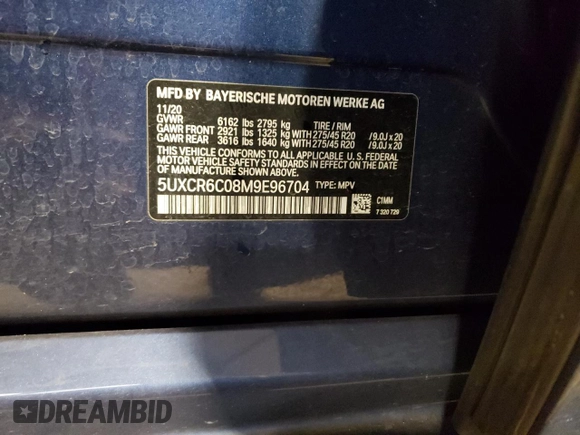 MFD BY BAYERISCHE MOTOREN WERKE AG
11/20
GVWR 6162 lbs 2795 kg TIRE / RIM
GAWR FRONT 2921 lbs 1325 kg WITH 275/45 R20 /9.0J x 20
GAWR REAR 3616 lbs 1640 kg WITH 275/45 R20 /9.0J x 20
THIS VEHICLE CONFORMS TO ALL APPLICABLE U. S. FEDERAL
MOTOR VEHICLE SAFETY STANDARDS IN EFFECT ON THE
DATE OF MANUFACTURE SHOWN ABOVE.
5UXCR6C08M9E96704 TYPE: MPV
C1MM
7 320 729
DREAMBID